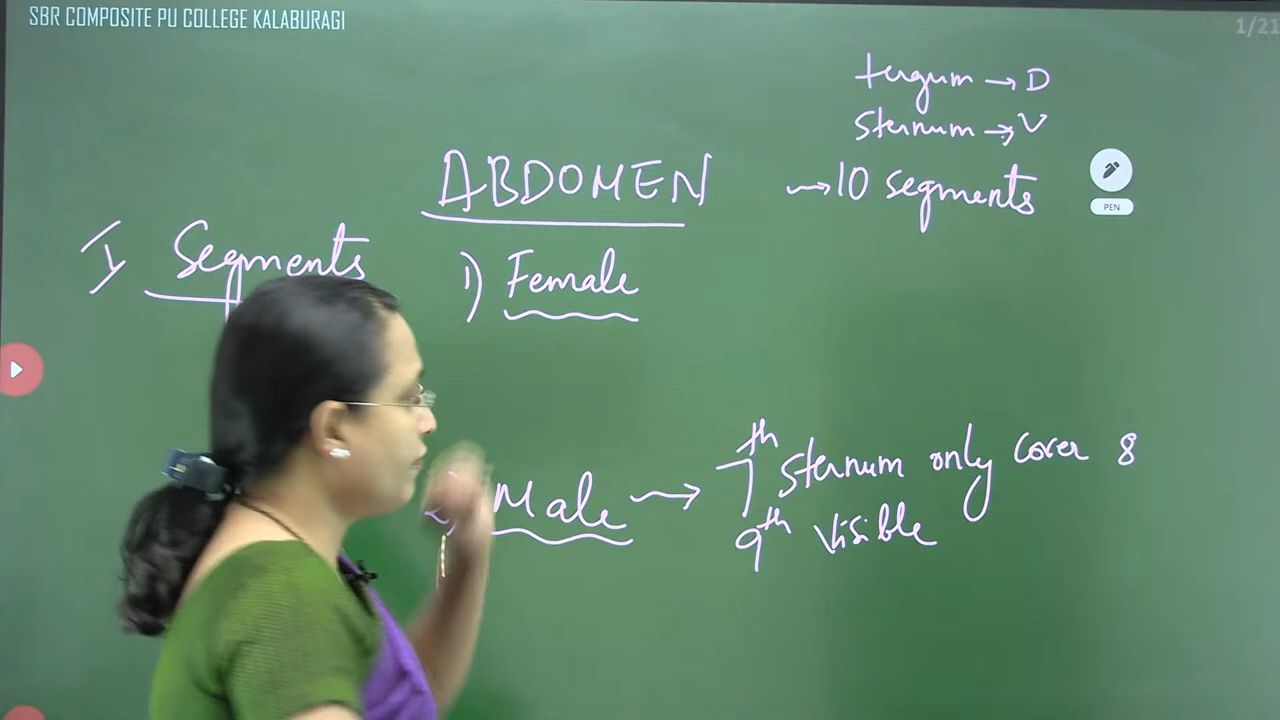 SBR COMPOSITE PU COLLEGE KALABURAGI
1/21
tergum → D
Sternum → V
ABDOMEN → 10 segments
PEN
I) Segments
1) Female
2) Male → 7th sternum only cover 8
9th visible